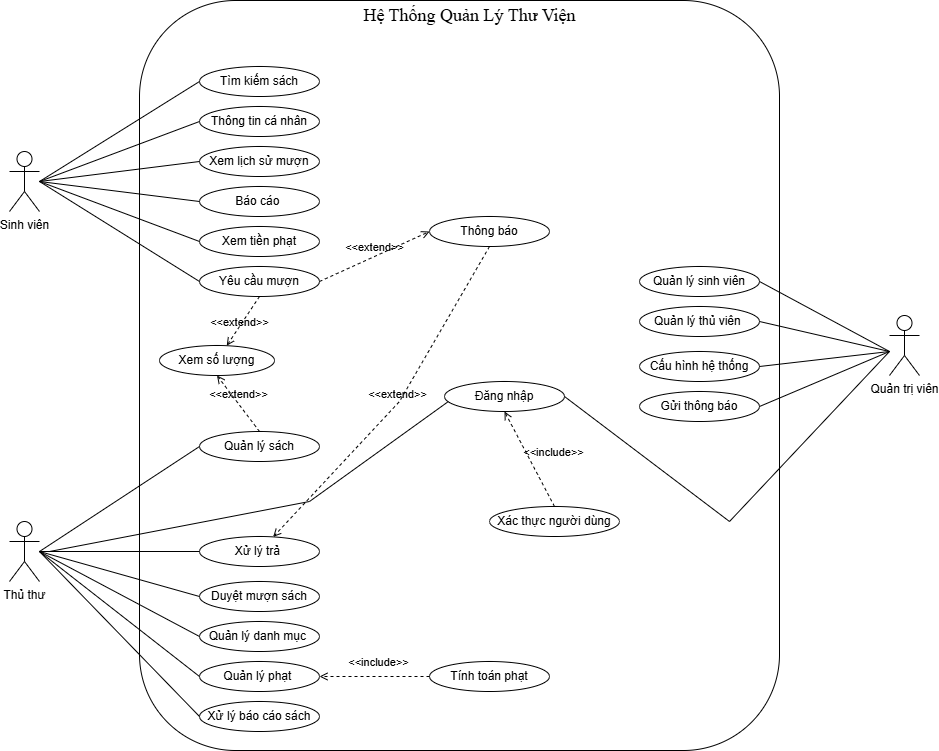 Hệ Thống Quản Lý Thư Viện
Tìm kiếm sách
Thông tin cá nhân
Xem lịch sử mượn
Báo cáo
Sinh viên
Thông báo
Xem tiền phạt
<<extend>>
Yêu cầu mượn
Quản lý sinh viên
<<extend>>
Quản lý thủ viên
Xem số lượng
Cấu hình hệ thống
Quản trị viên
<<extend>>
<<extend>>
Đăng nhập
Gửi thông báo
Quản lý sách
<<include>>
Xác thực người dùng
Xử lý trả
Thủ thư
Duyệt mượn sách
Quản lý danh mục
<<include>>
Quản lý phạt
Tính toán phạt
Xử lý báo cáo sách